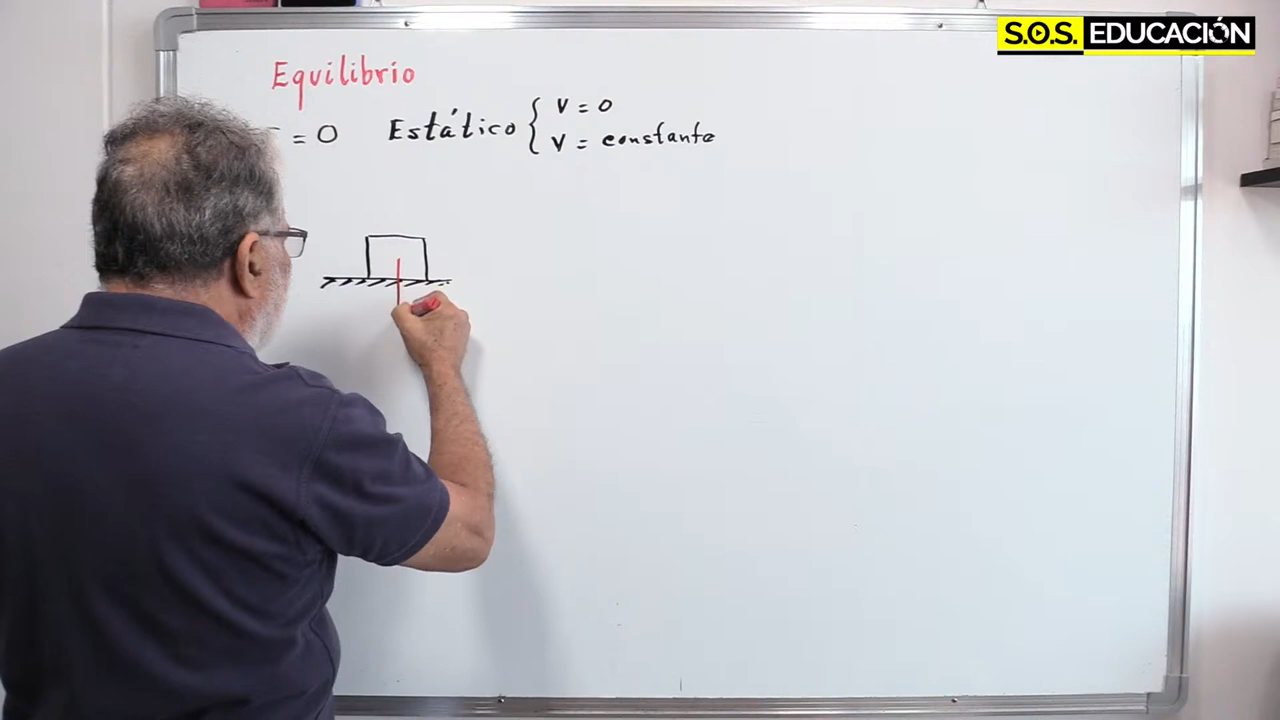 S.O.S. EDUCACIÓN
Equilibrio
= 0 Estático { v = 0
v = constante